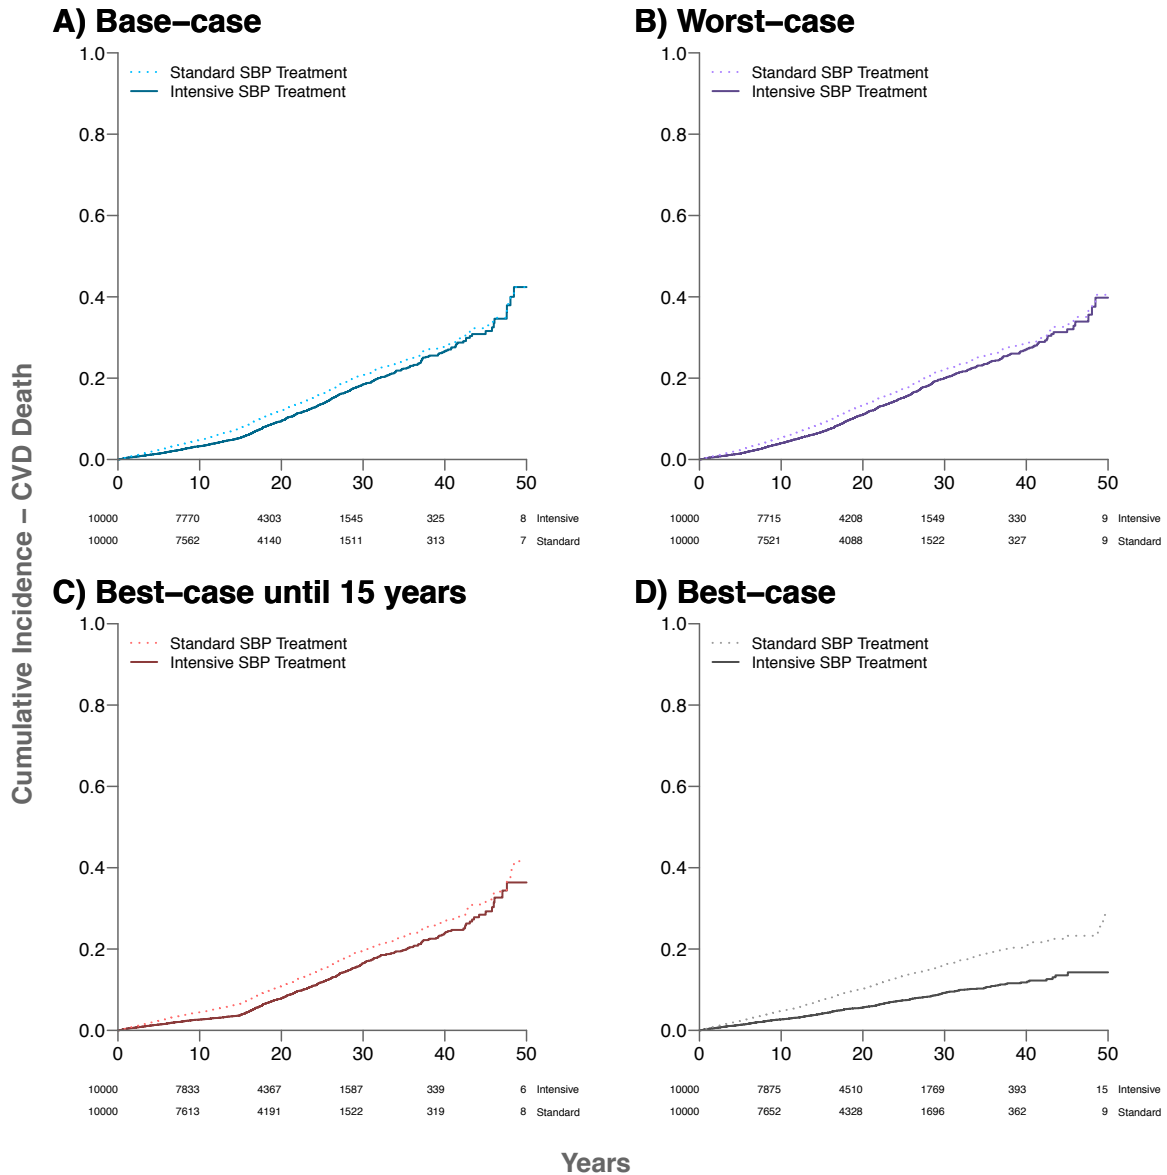 A) Base–case
1.0
0.8
0.6
0.4
0.2
0.0
Standard SBP Treatment
Intensive SBP Treatment
0 10 20 30 40 50
10000 7770 4303 1545 325 8 Intensive
10000 7562 4140 1511 313 7 Standard
B) Worst–case
1.0
0.8
0.6
0.4
0.2
0.0
Standard SBP Treatment
Intensive SBP Treatment
0 10 20 30 40 50
10000 7715 4208 1549 330 9 Intensive
10000 7521 4088 1522 327 9 Standard
C) Best–case until 15 years
1.0
0.8
0.6
0.4
0.2
0.0
Standard SBP Treatment
Intensive SBP Treatment
0 10 20 30 40 50
10000 7833 4367 1587 339 6 Intensive
10000 7613 4191 1522 319 8 Standard
D) Best–case
1.0
0.8
0.6
0.4
0.2
0.0
Standard SBP Treatment
Intensive SBP Treatment
0 10 20 30 40 50
10000 7875 4510 1769 393 15 Intensive
10000 7652 4328 1696 362 9 Standard
Cumulative Incidence – CVD Death
Years